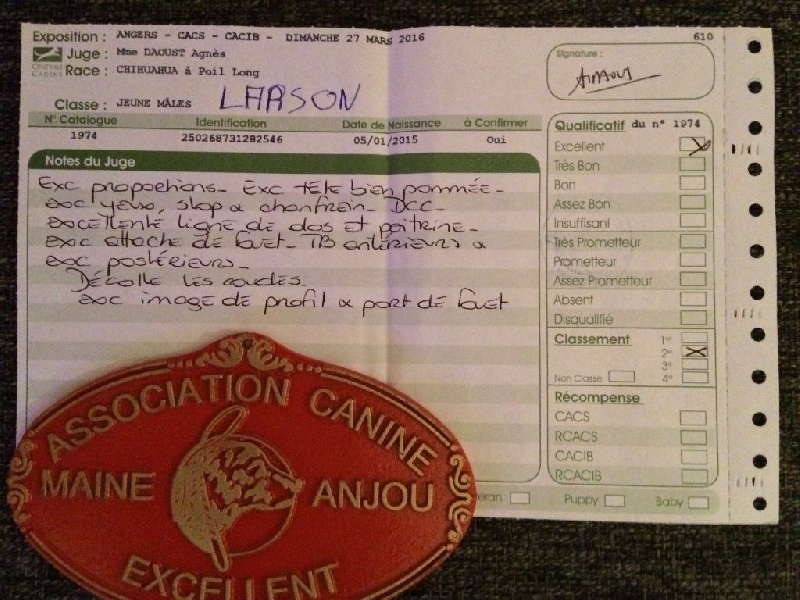 Exposition : ANGERS - CACS - CACIB - DIMANCHE 27 MARS 2016
610
Juge : Mme DAOUST Agnès
Race : CHIHUAHUA à Poil Long
Signature :
Classe : JEUNE MÂLES LARSON
N° Catalogue Identification Date de Naissance à Confirmer
1974 250268731282546 05/01/2015 Oui
Notes du Juge
Exc proportions - Exc tête bien pommée -
exc yeux, stop & chanfrein - DCC -
excellente ligne de dos et poitrine -
exc attache de fouet - TB antérieurs &
exc postérieurs -
Décolle les coudes.
exc image de profil & port de fouet
Qualificatif du n° 1974
Excellent
Très Bon
Bon
Assez Bon
Insuffisant
Très Prometteur
Prometteur
Assez Prometteur
Absent
Disqualifié
Classement 1er
2e
3e
Non Classé 4e
Récompense
CACS
RCACS
CACIB
RCACIB
Puppy Baby
ASSOCIATION CANINE
MAINE ANJOU
EXCELLENT